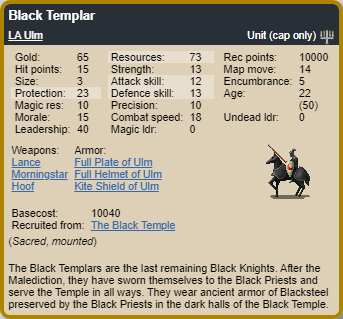 Black Templar
LA Ulm Unit (cap only)
Gold: 65 Resources: 73 Rec points: 10000
Hit points: 15 Strength: 13 Map move: 14
Size: 3 Attack skill: 12 Encumbrance: 5
Protection: 23 Defence skill: 13 Age: 22
Magic res: 10 Precision: 10 (50)
Morale: 15 Combat speed: 18 Undead ldr: 0
Leadership: 40 Magic ldr: 0
Weapons: Armor:
Lance Full Plate of Ulm
Morningstar Full Helmet of Ulm
Hoof Kite Shield of Ulm
Basecost: 10040
Recruited from: The Black Temple
(Sacred, mounted)
The Black Templars are the last remaining Black Knights. After the
Malediction, they have sworn themselves to the Black Priests and
serve the Temple in all ways. They wear ancient armor of Blacksteel
preserved by the Black Priests in the dark halls of the Black Temple.